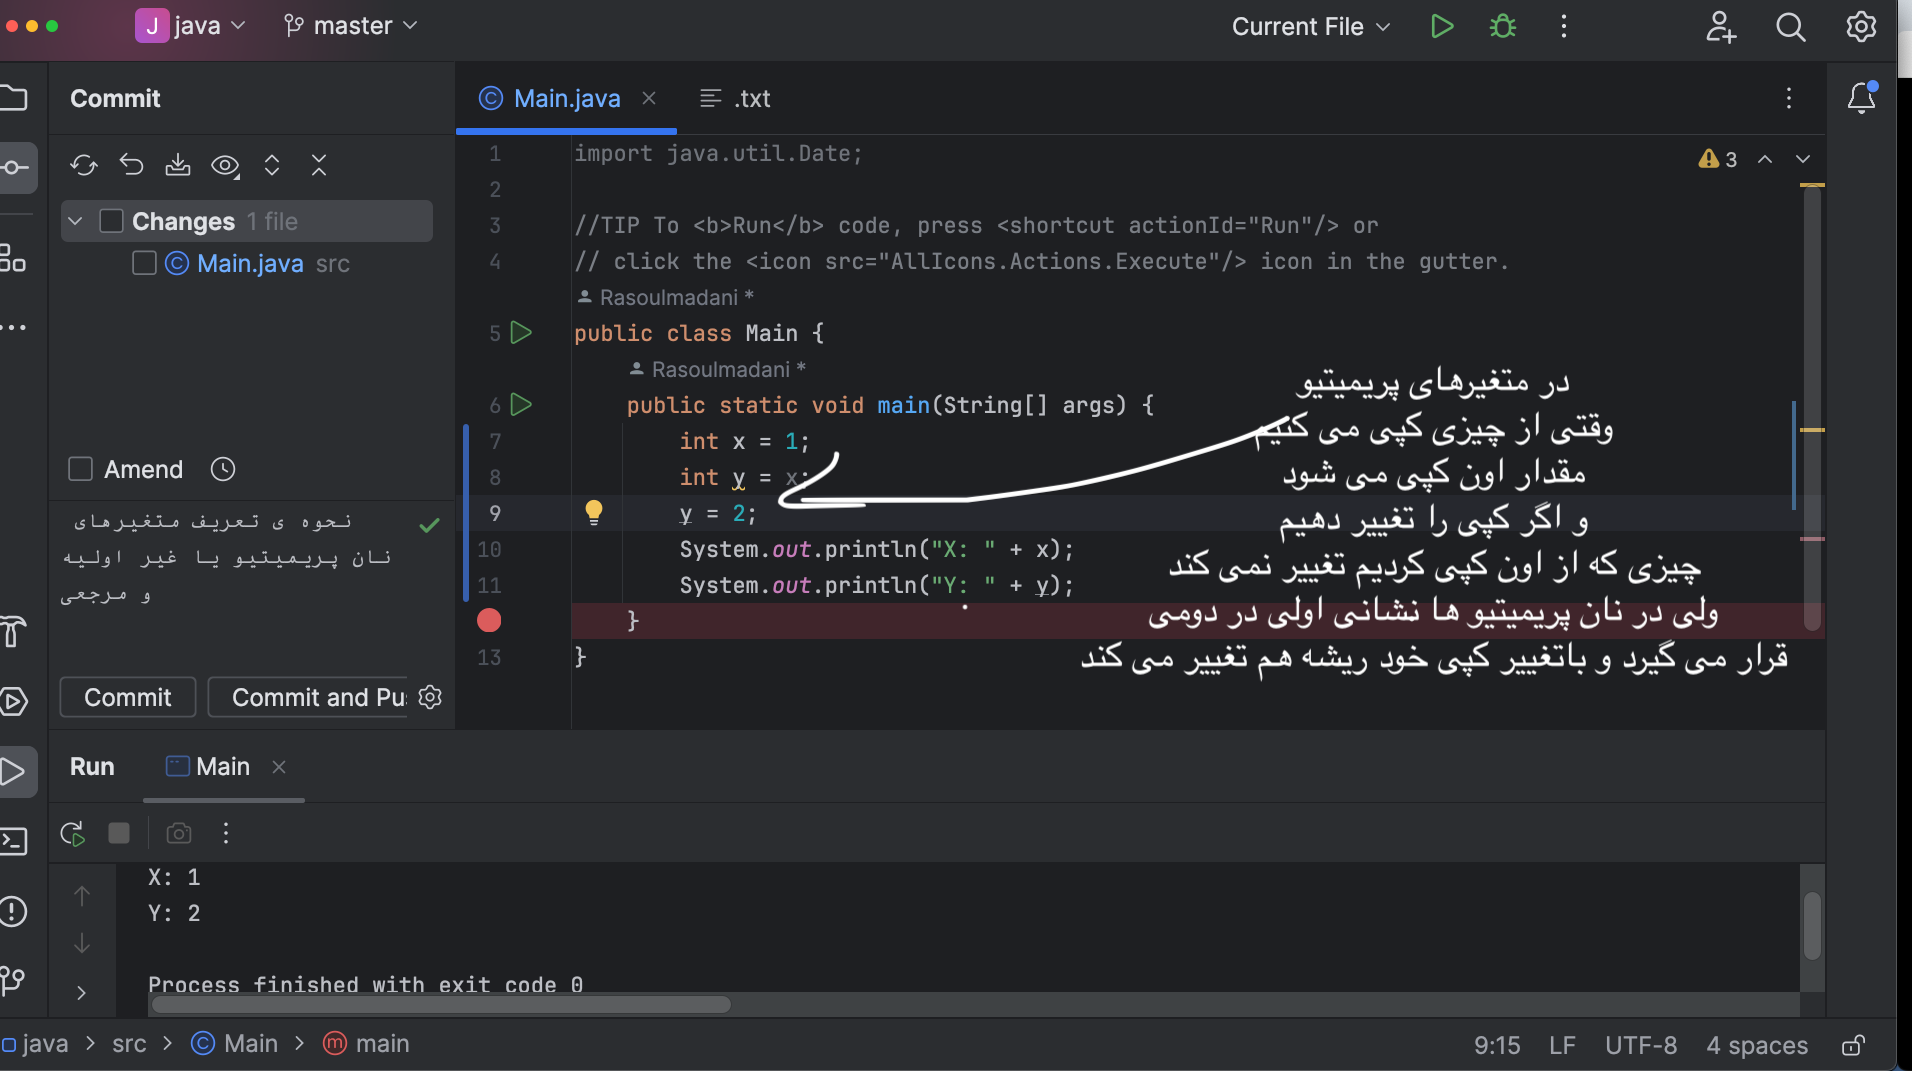 J java
master
Current File
Commit
Main.java
.txt
Changes 1 file
Main.java src
Amend
نحوه ی تعریف متغیرهای
نان پریمیتیو یا غیر اولیه
و مرجعی
Commit
Commit and Pu
3
1 import java.util.Date;
2
3 //TIP To <b>Run</b> code, press <shortcut actionId="Run"/> or
4 // click the <icon src="AllIcons.Actions.Execute"/> icon in the gutter.
Rasoulmadani *
5 public class Main {
Rasoulmadani *
6 public static void main(String[] args) {
7 int x = 1;
8 int y = x;
9 y = 2;
10 System.out.println("X: " + x);
11 System.out.println("Y: " + y);
}
13 }
در متغیرهای پریمیتیو
وقتی از چیزی کپی می کنیم
مقدار اون کپی می شود
و اگر کپی را تغییر دهیم
چیزی که از اون کپی کردیم تغییر نمی کند
ولی در نان پریمیتیو ها نشانی اولی در دومی
قرار می گیرد و باتغییر کپی خود ریشه هم تغییر می کند
Run
Main
X: 1
Y: 2
Process finished with exit code 0
java > src > Main > main
9:15 LF UTF-8 4 spaces